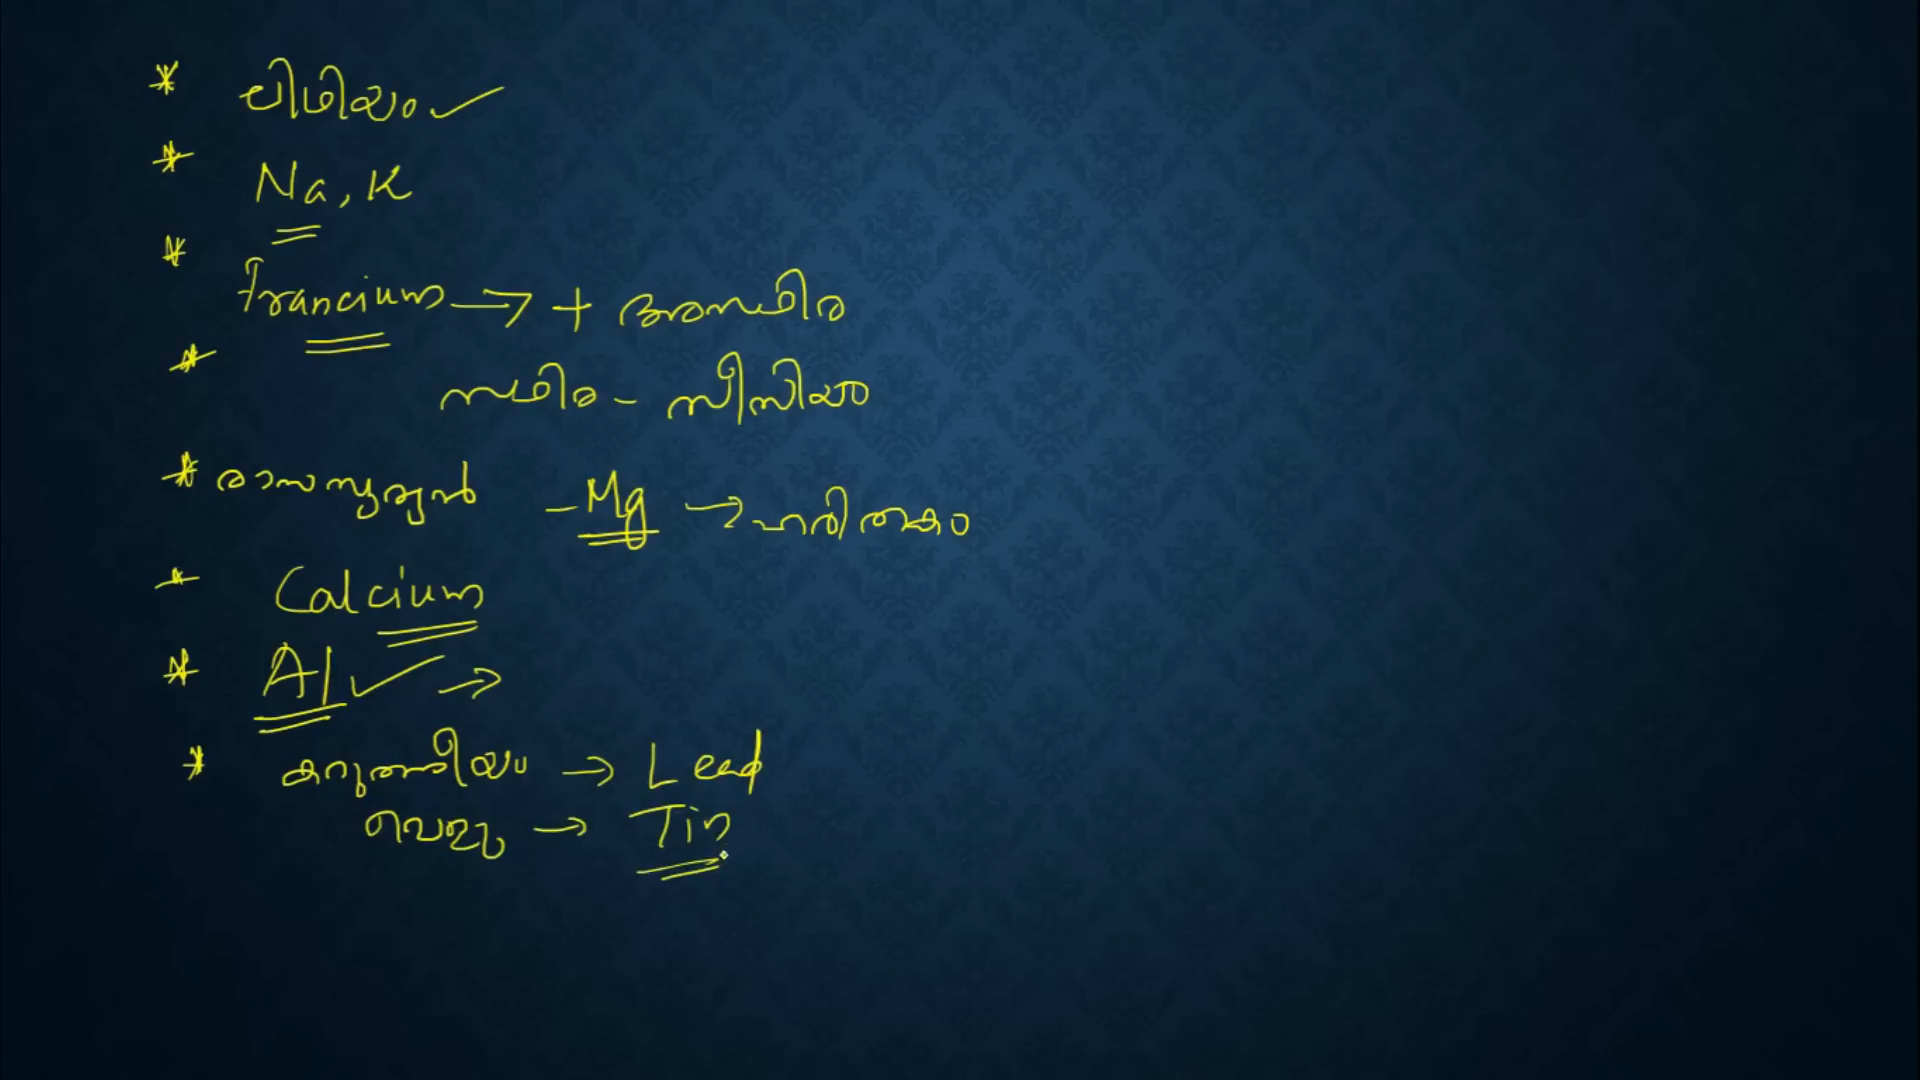 * ലിഥിയം ✓
* Na, K
* Francium → + അസ്ഥിര
* സ്ഥിര - സീസിയം
* രാസസൂര്യൻ - Mg → ഹരിതകം
* Calcium
* Al ✓ →
* കറുത്തീയം → Lead
വെളു → Tin